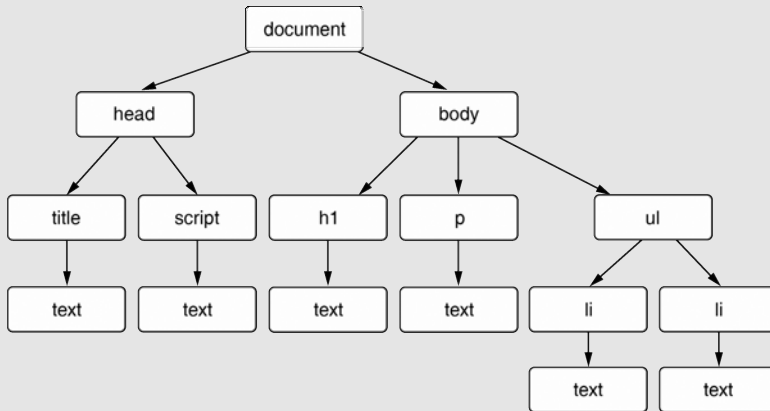 document
head
body
title
script
h1
p
ul
text
text
text
text
li
li
text
text